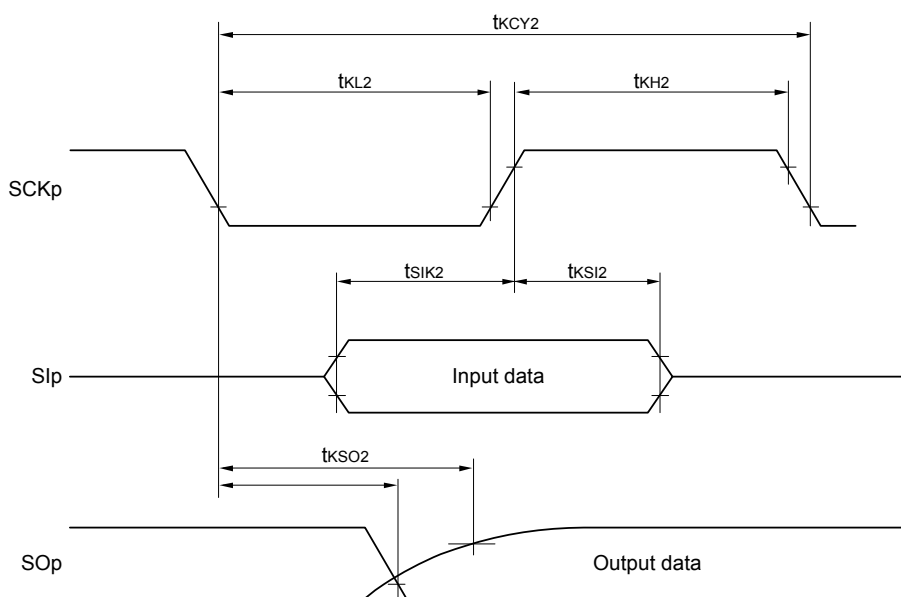 tKCY2
tKL2
tKH2
SCKp
tSIK2
tKSI2
SIp
Input data
tKSO2
SOp
Output data